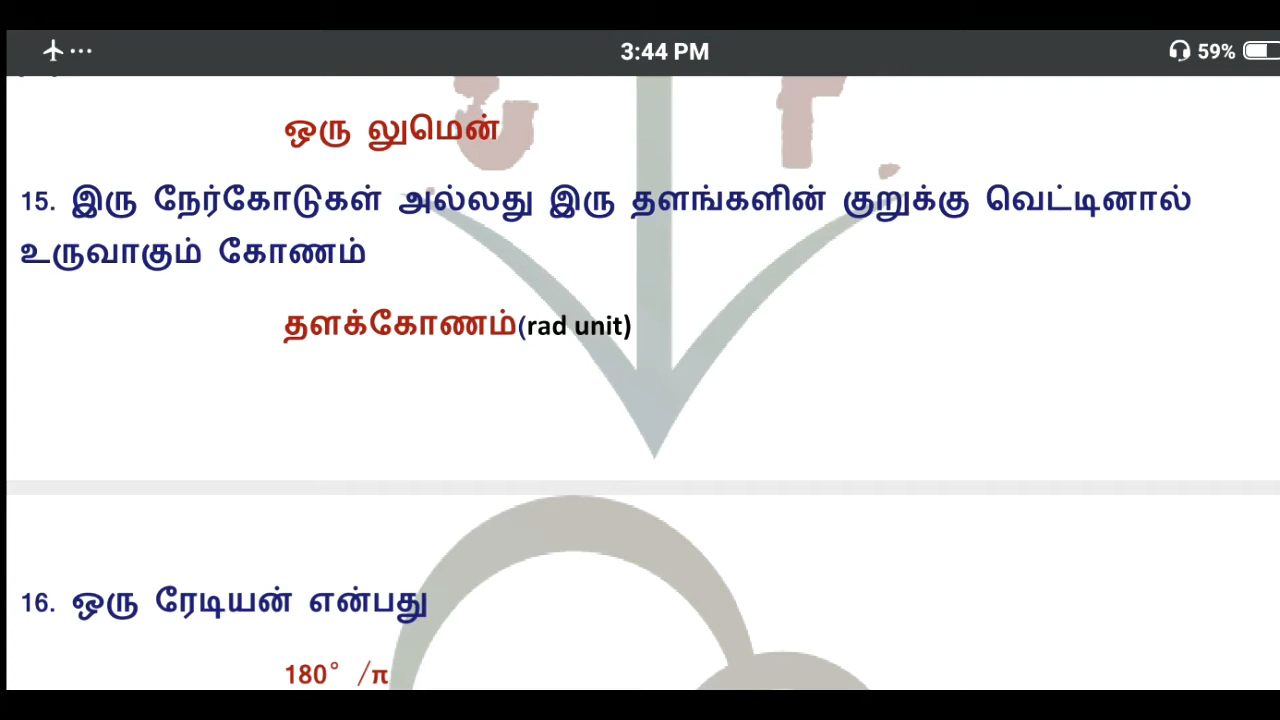 3:44 PM
59%
ஒரு லுமென்
15. இரு நேர்கோடுகள் அல்லது இரு தளங்களின் குறுக்கு வெட்டினால்
உருவாகும் கோணம்
தளக்கோணம்(rad unit)
16. ஒரு ரேடியன் என்பது
180° /π